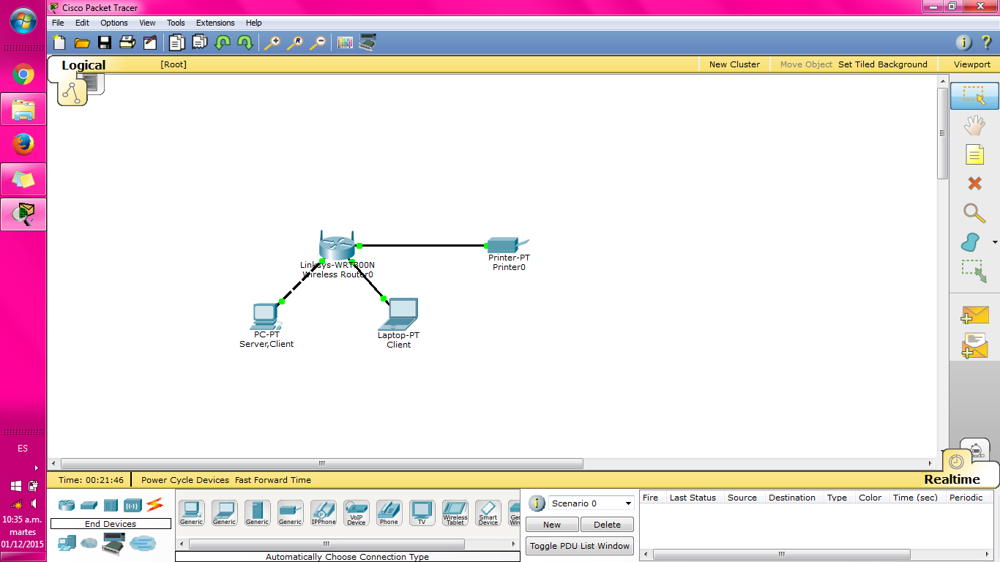 Cisco Packet Tracer
File Edit Options View Tools Extensions Help
Logical [Root] New Cluster Move Object Set Tiled Background Viewport
Linksys-WRT300N
Wireless Router0
Printer-PT
Printer0
PC-PT
Server,Client
Laptop-PT
Client
ES
Time: 00:21:46 Power Cycle Devices Fast Forward Time Realtime
10:35 a.m.
martes
01/12/2015
End Devices
Generic Generic Generic Generic IPPhone VoIP Device Phone TV Wireless Tablet Smart Device
Automatically Choose Connection Type
Scenario 0
New Delete
Toggle PDU List Window
Fire Last Status Source Destination Type Color Time (sec) Periodic